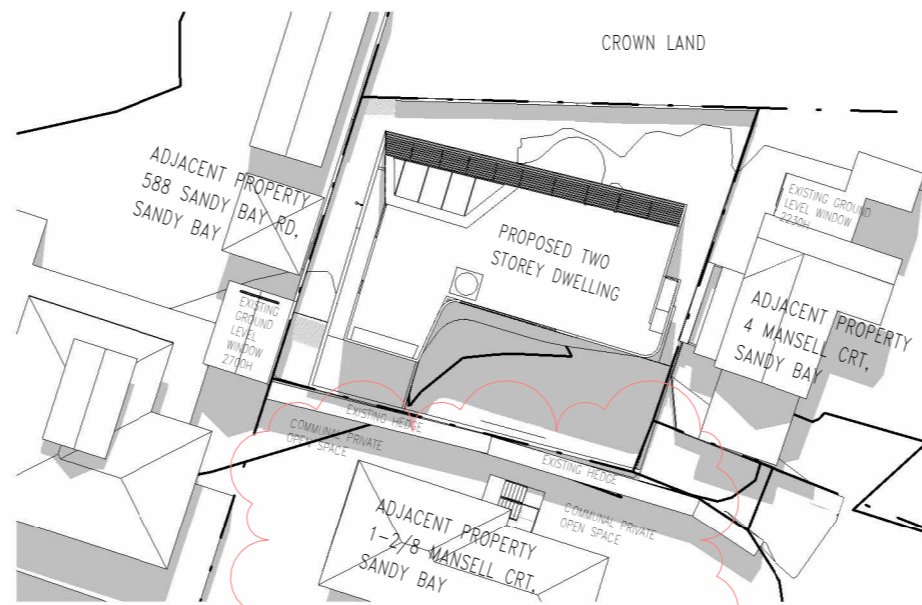 CROWN LAND
ADJACENT PROPERTY
588 SANDY BAY RD,
SANDY BAY
EXISTING GROUND
LEVEL WINDOW
2230H
PROPOSED TWO
STOREY DWELLING
ADJACENT PROPERTY
4 MANSELL CRT,
SANDY BAY
EXISTING
GROUND
LEVEL
WINDOW
2700H
EXISTING HEDGE
COMMUNAL PRIVATE
OPEN SPACE
EXISTING HEDGE
COMMUNAL PRIVATE
OPEN SPACE
ADJACENT PROPERTY
1-2/8 MANSELL CRT,
SANDY BAY